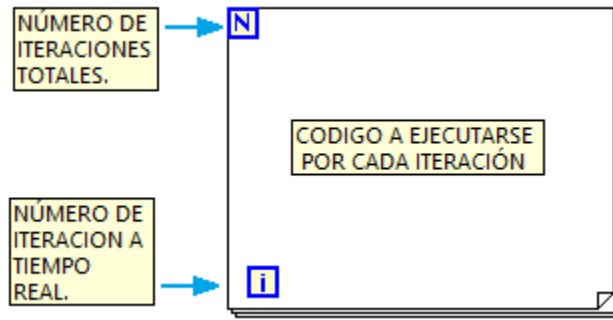 NÚMERO DE
ITERACIONES
TOTALES.
N
CODIGO A EJECUTARSE
POR CADA ITERACIÓN
NÚMERO DE
ITERACION A
TIEMPO
REAL.
i